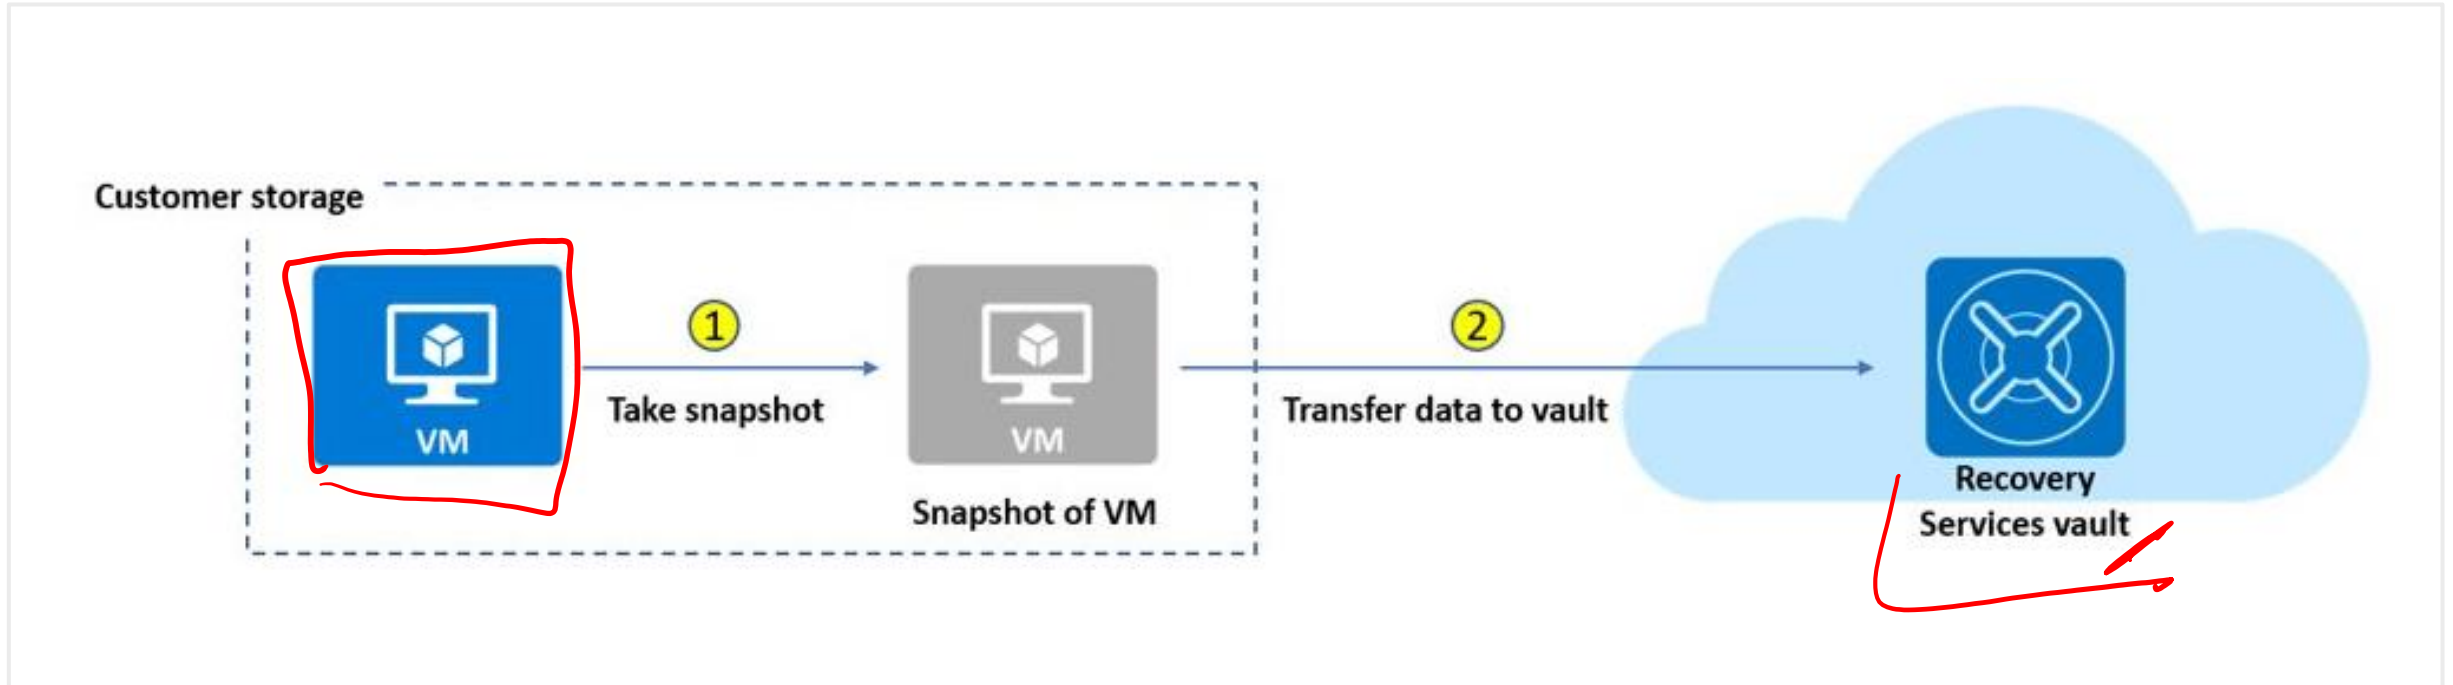 Customer storage
VM
1
Take snapshot
VM
Snapshot of VM
2
Transfer data to vault
Recovery
Services vault